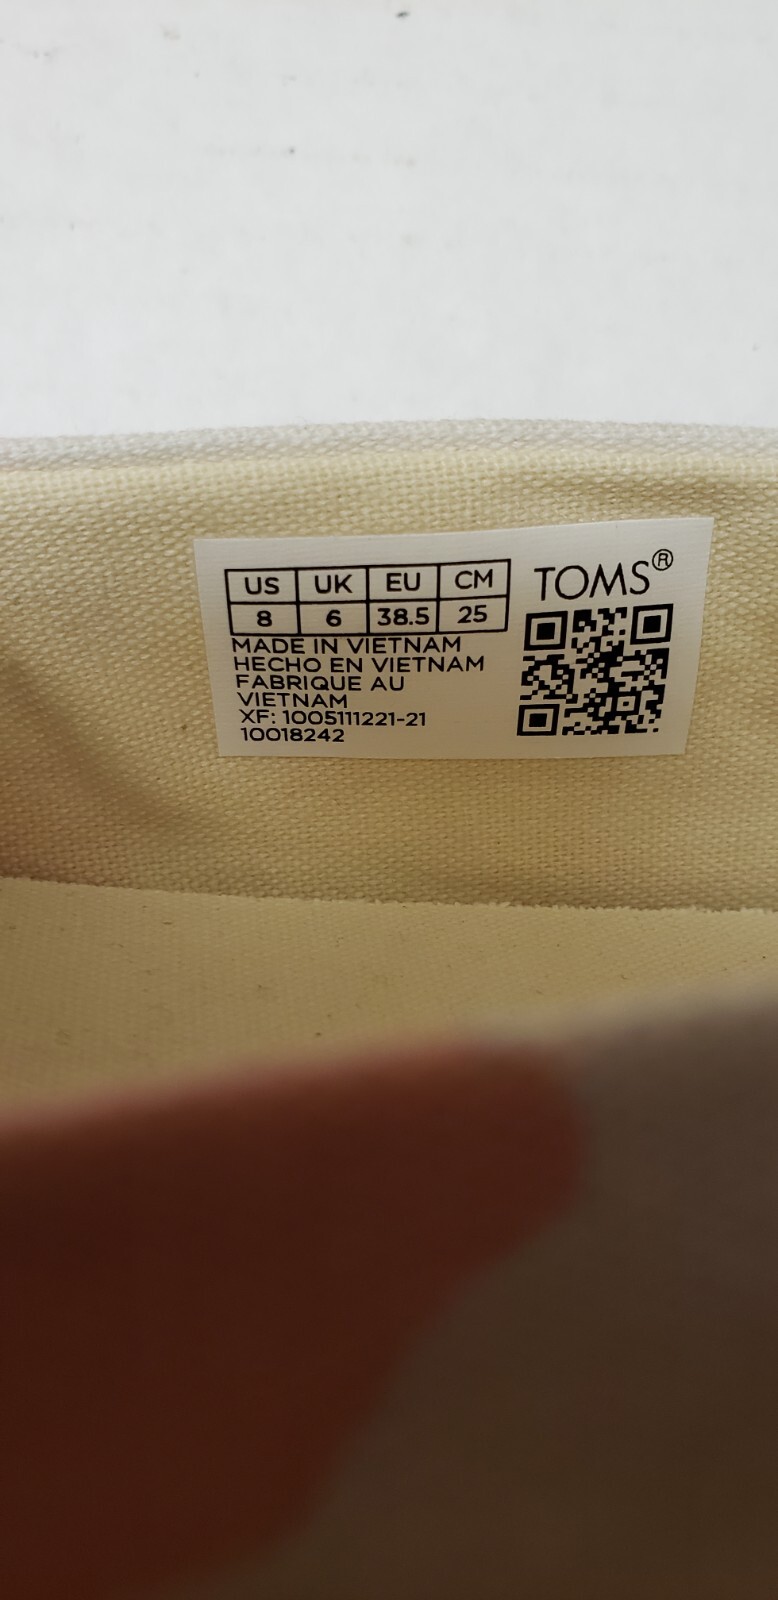 US UK EU CM
8 6 38.5 25
MADE IN VIETNAM
HECHO EN VIETNAM
FABRIQUE AU
VIETNAM
XF: 1005111221-21
10018242
TOMS®